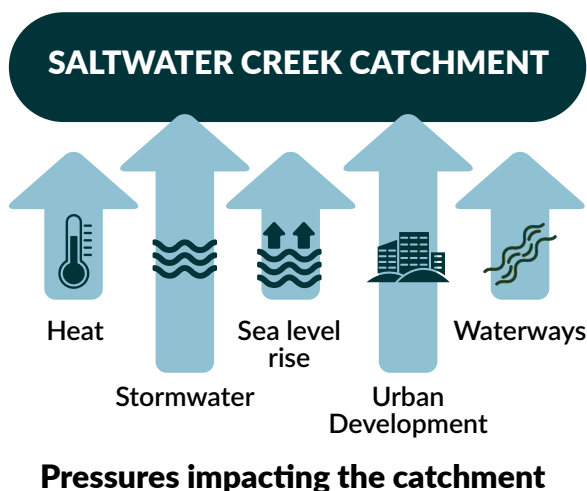 SALTWATER CREEK CATCHMENT
Heat
Sea level
rise
Waterways
Stormwater
Urban
Development
Pressures impacting the catchment